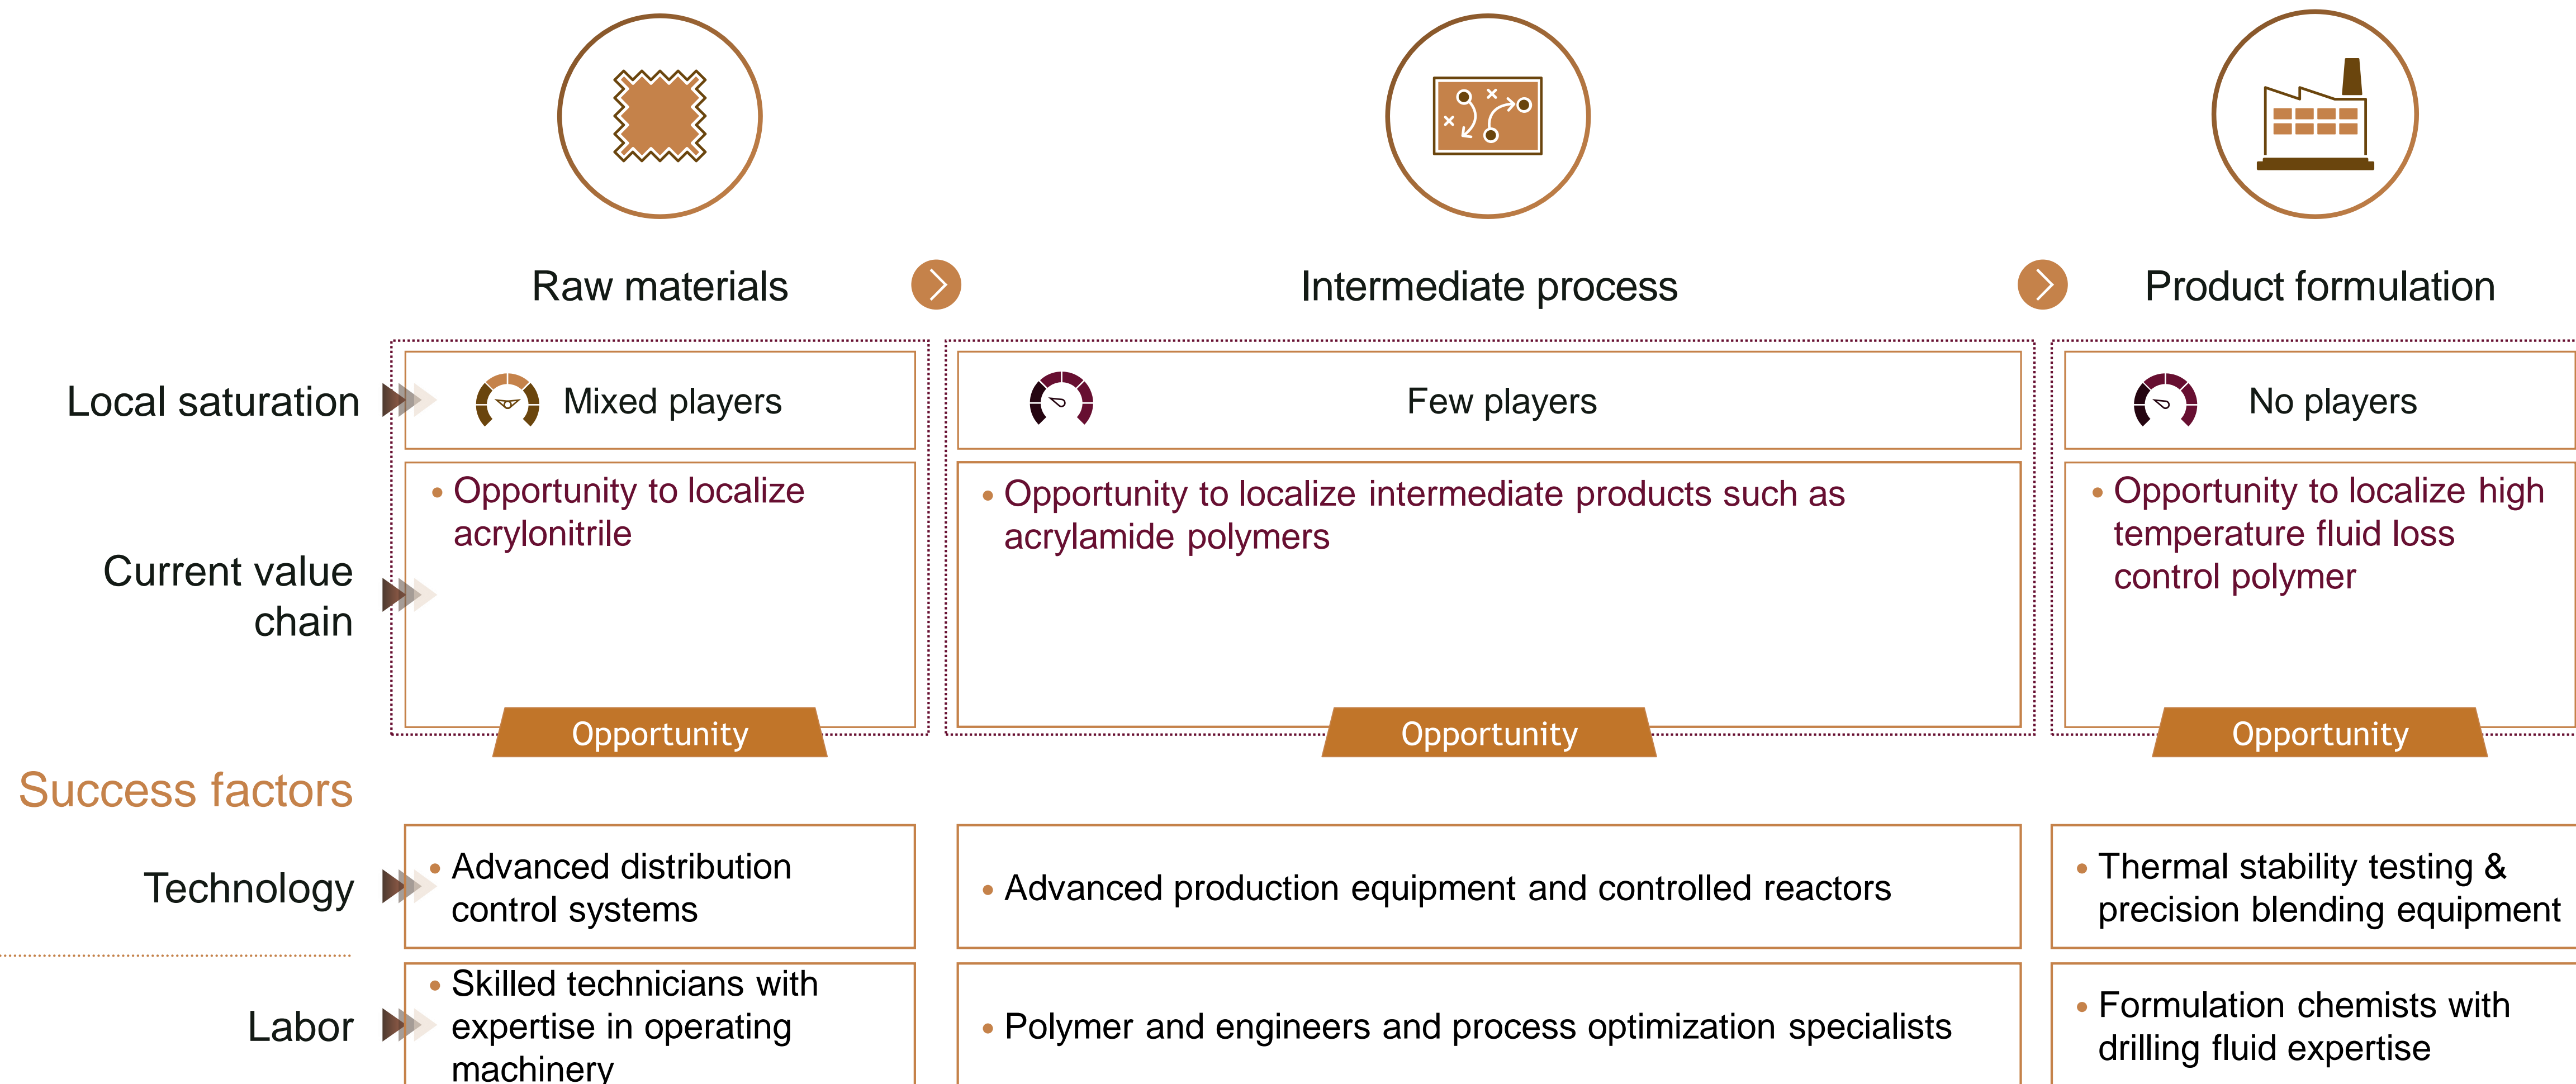 Raw materials
Intermediate process
Product formulation
Local saturation
Mixed players
Few players
No players
Current value
chain
• Opportunity to localize
acrylonitrile
• Opportunity to localize intermediate products such as
acrylamide polymers
• Opportunity to localize high
temperature fluid loss
control polymer
Opportunity
Opportunity
Opportunity
Success factors
Technology
• Advanced distribution
control systems
• Advanced production equipment and controlled reactors
• Thermal stability testing &
precision blending equipment
Labor
• Skilled technicians with
expertise in operating
machinery
• Polymer and engineers and process optimization specialists
• Formulation chemists with
drilling fluid expertise